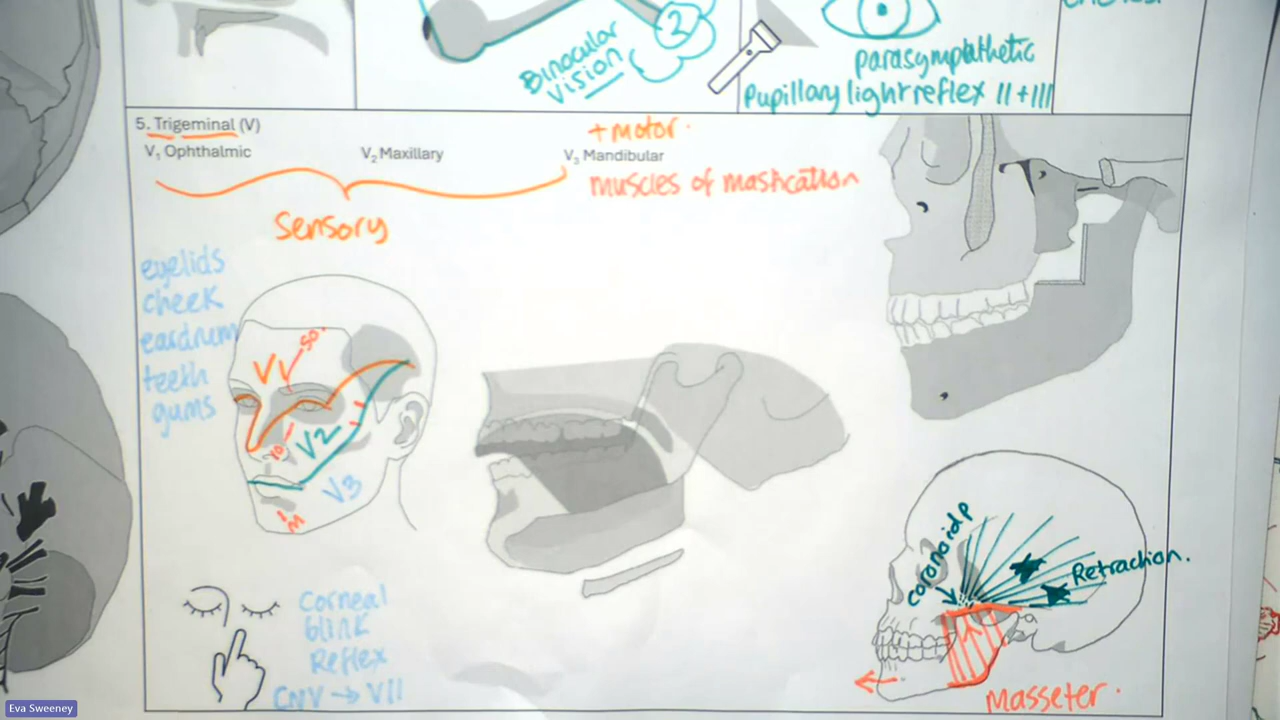 Binocular
Vision
2
parasympathetic
Pupillary light reflex II + III
5. Trigeminal (V)
+ motor.
V₁ Ophthalmic
V₂ Maxillary
V₃ Mandibular
muscles of mastication
Sensory
eyelids
cheek
eardrum
teeth
gums
so.
V1
V2
V3
M
Corneal
blink
Reflex
CNV → VII
coronoid p
Retraction.
Masseter.
Eva Sweeney